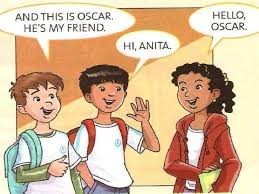 AND THIS IS OSCAR.
HE'S MY FRIEND.
HI, ANITA.
HELLO,
OSCAR.